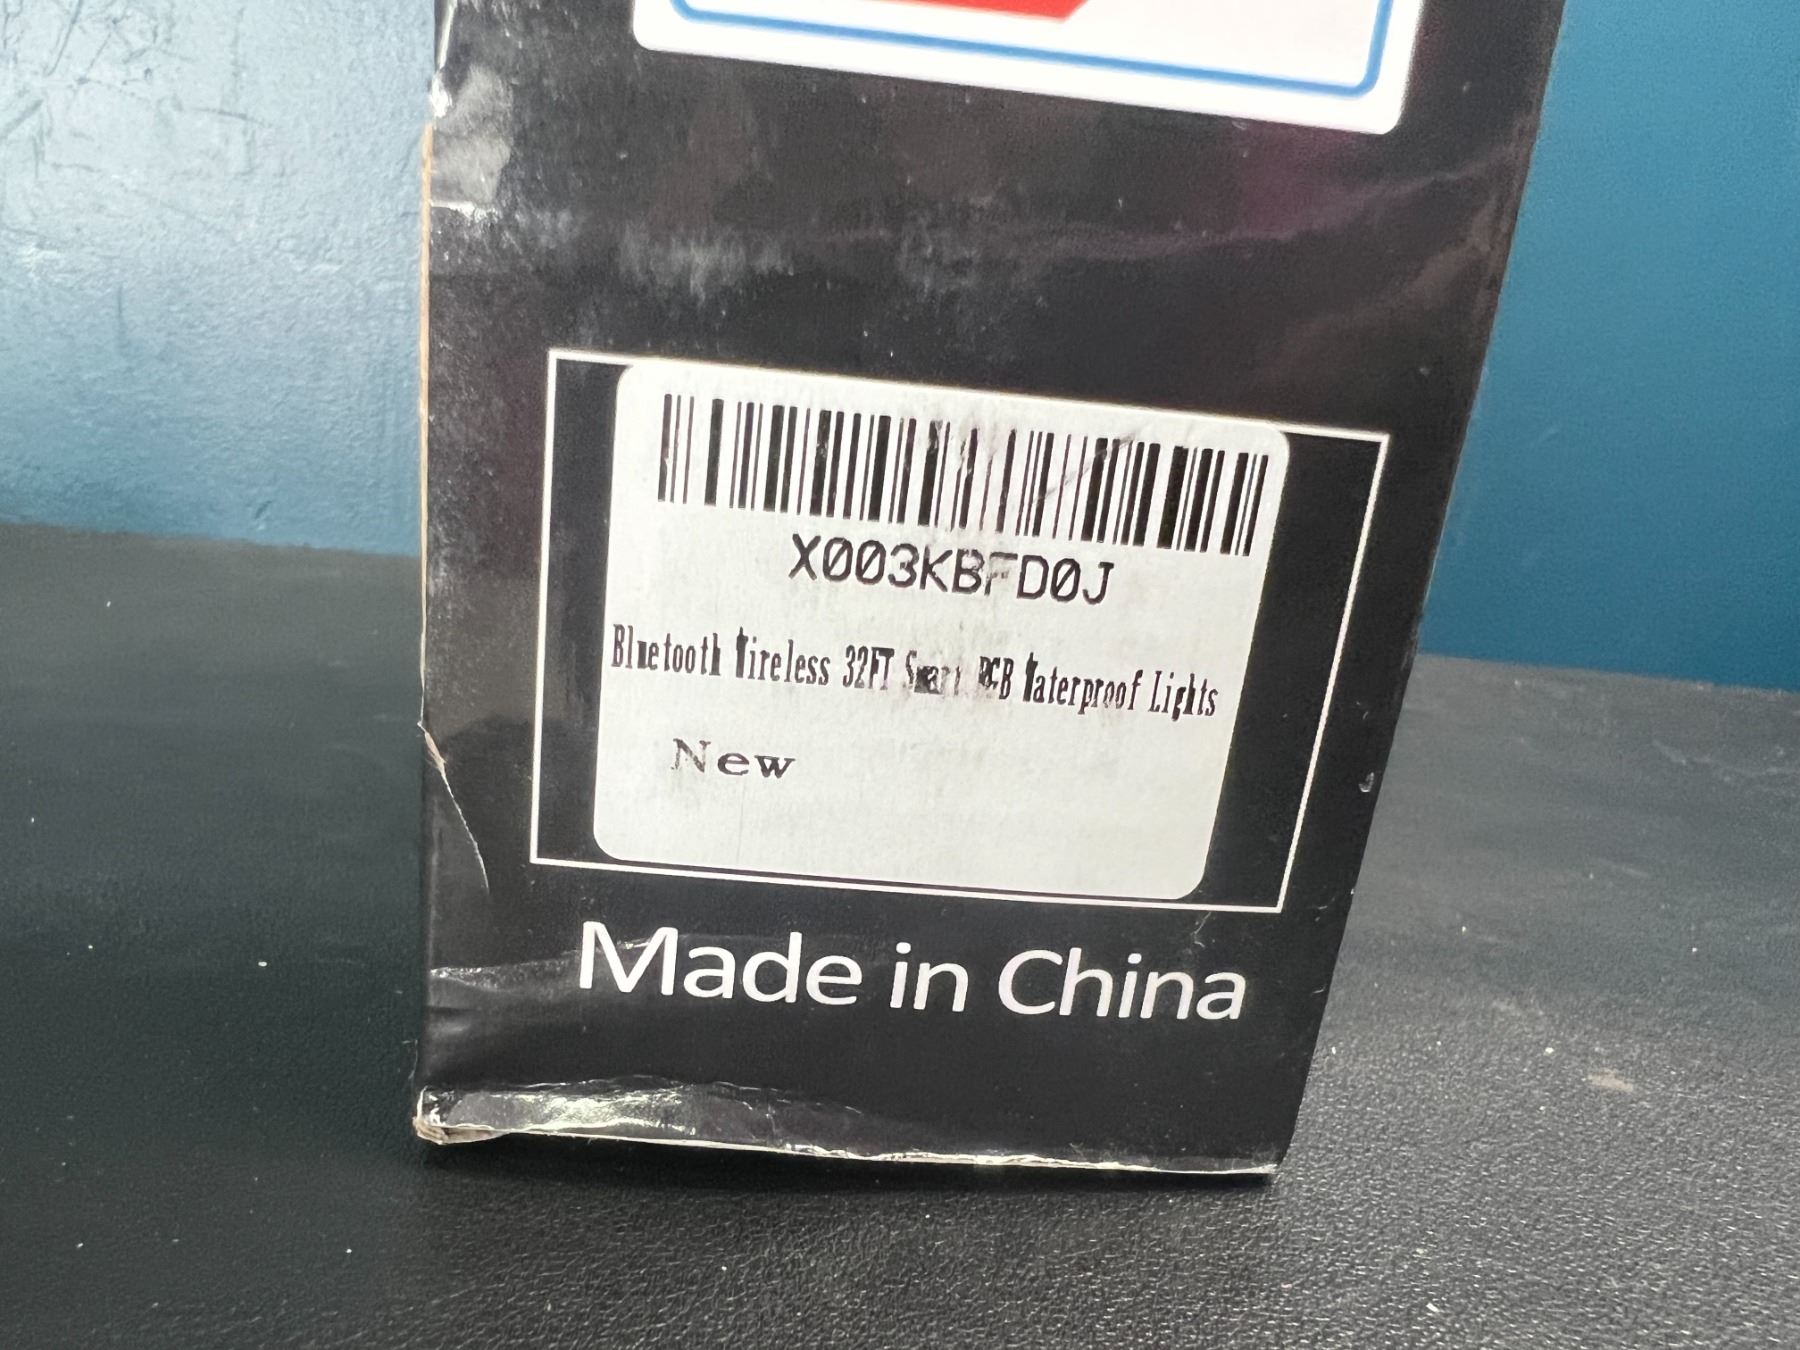 X003KBFD0J
Bluetooth Wireless 32FT Smart RGB Waterproof Lights
New
Made in China